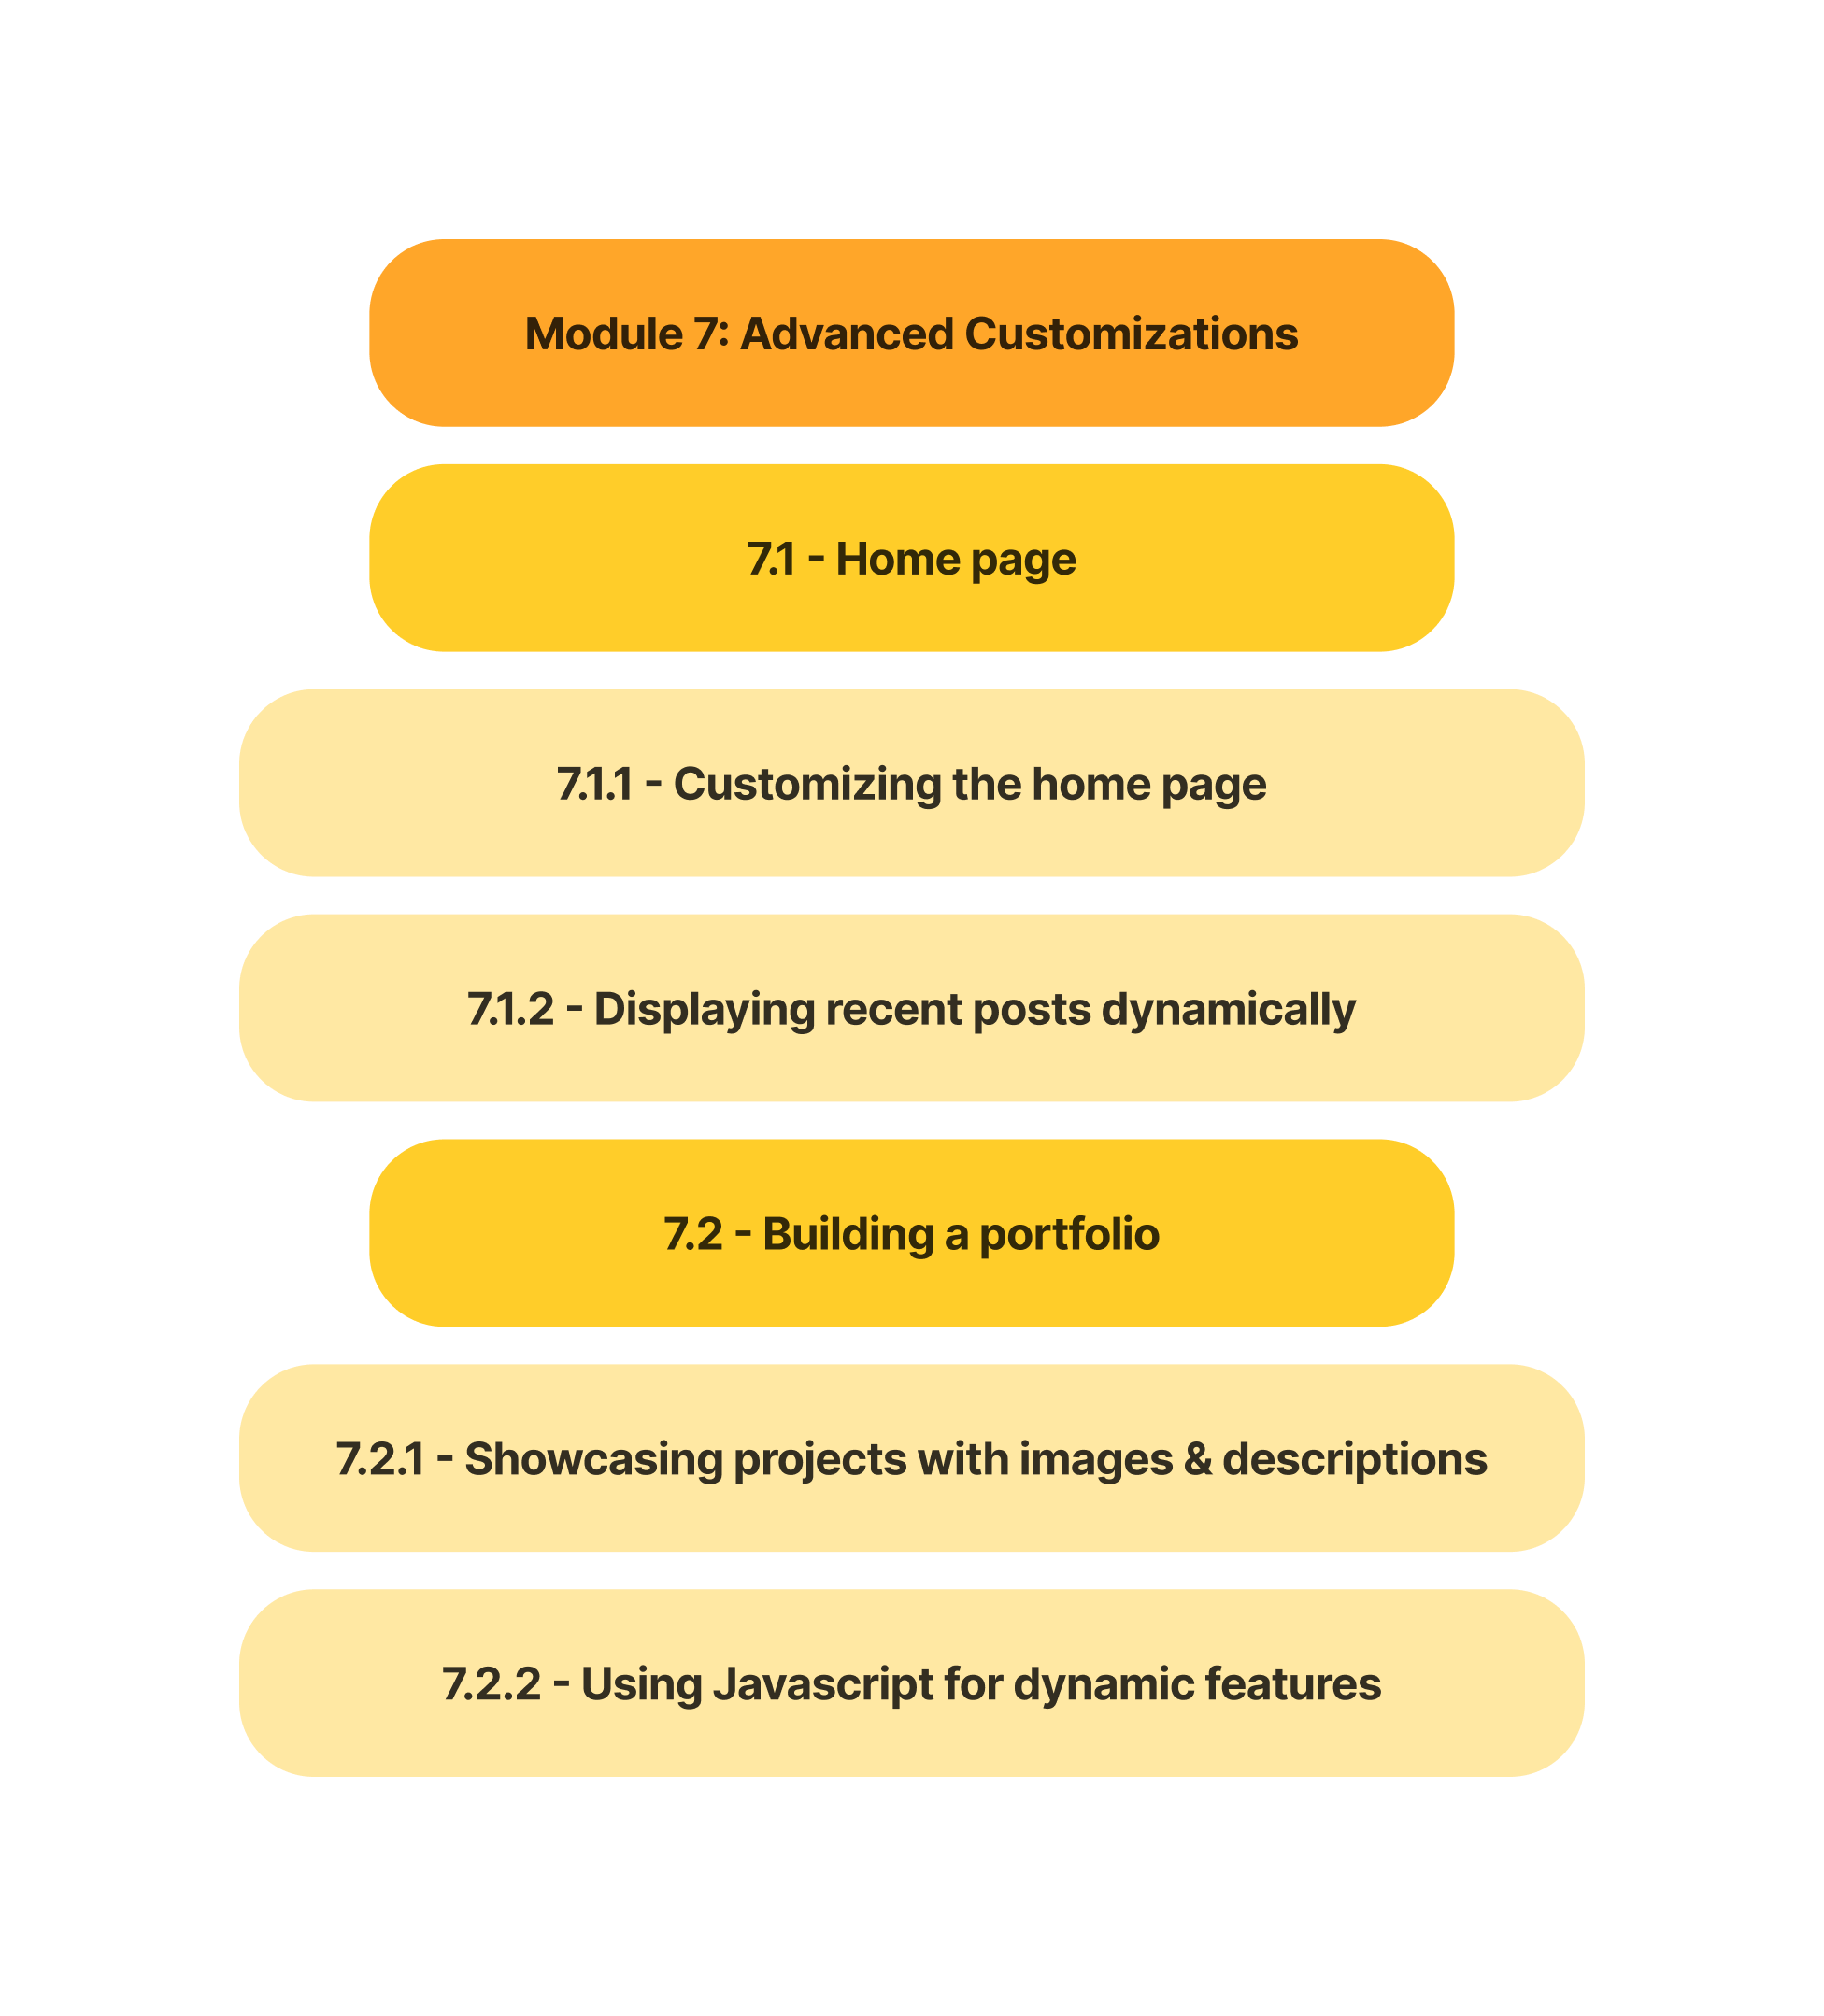 Module 7: Advanced Customizations
7.1 - Home page
7.1.1 - Customizing the home page
7.1.2 - Displaying recent posts dynamically
7.2 - Building a portfolio
7.2.1 - Showcasing projects with images & descriptions
7.2.2 - Using Javascript for dynamic features